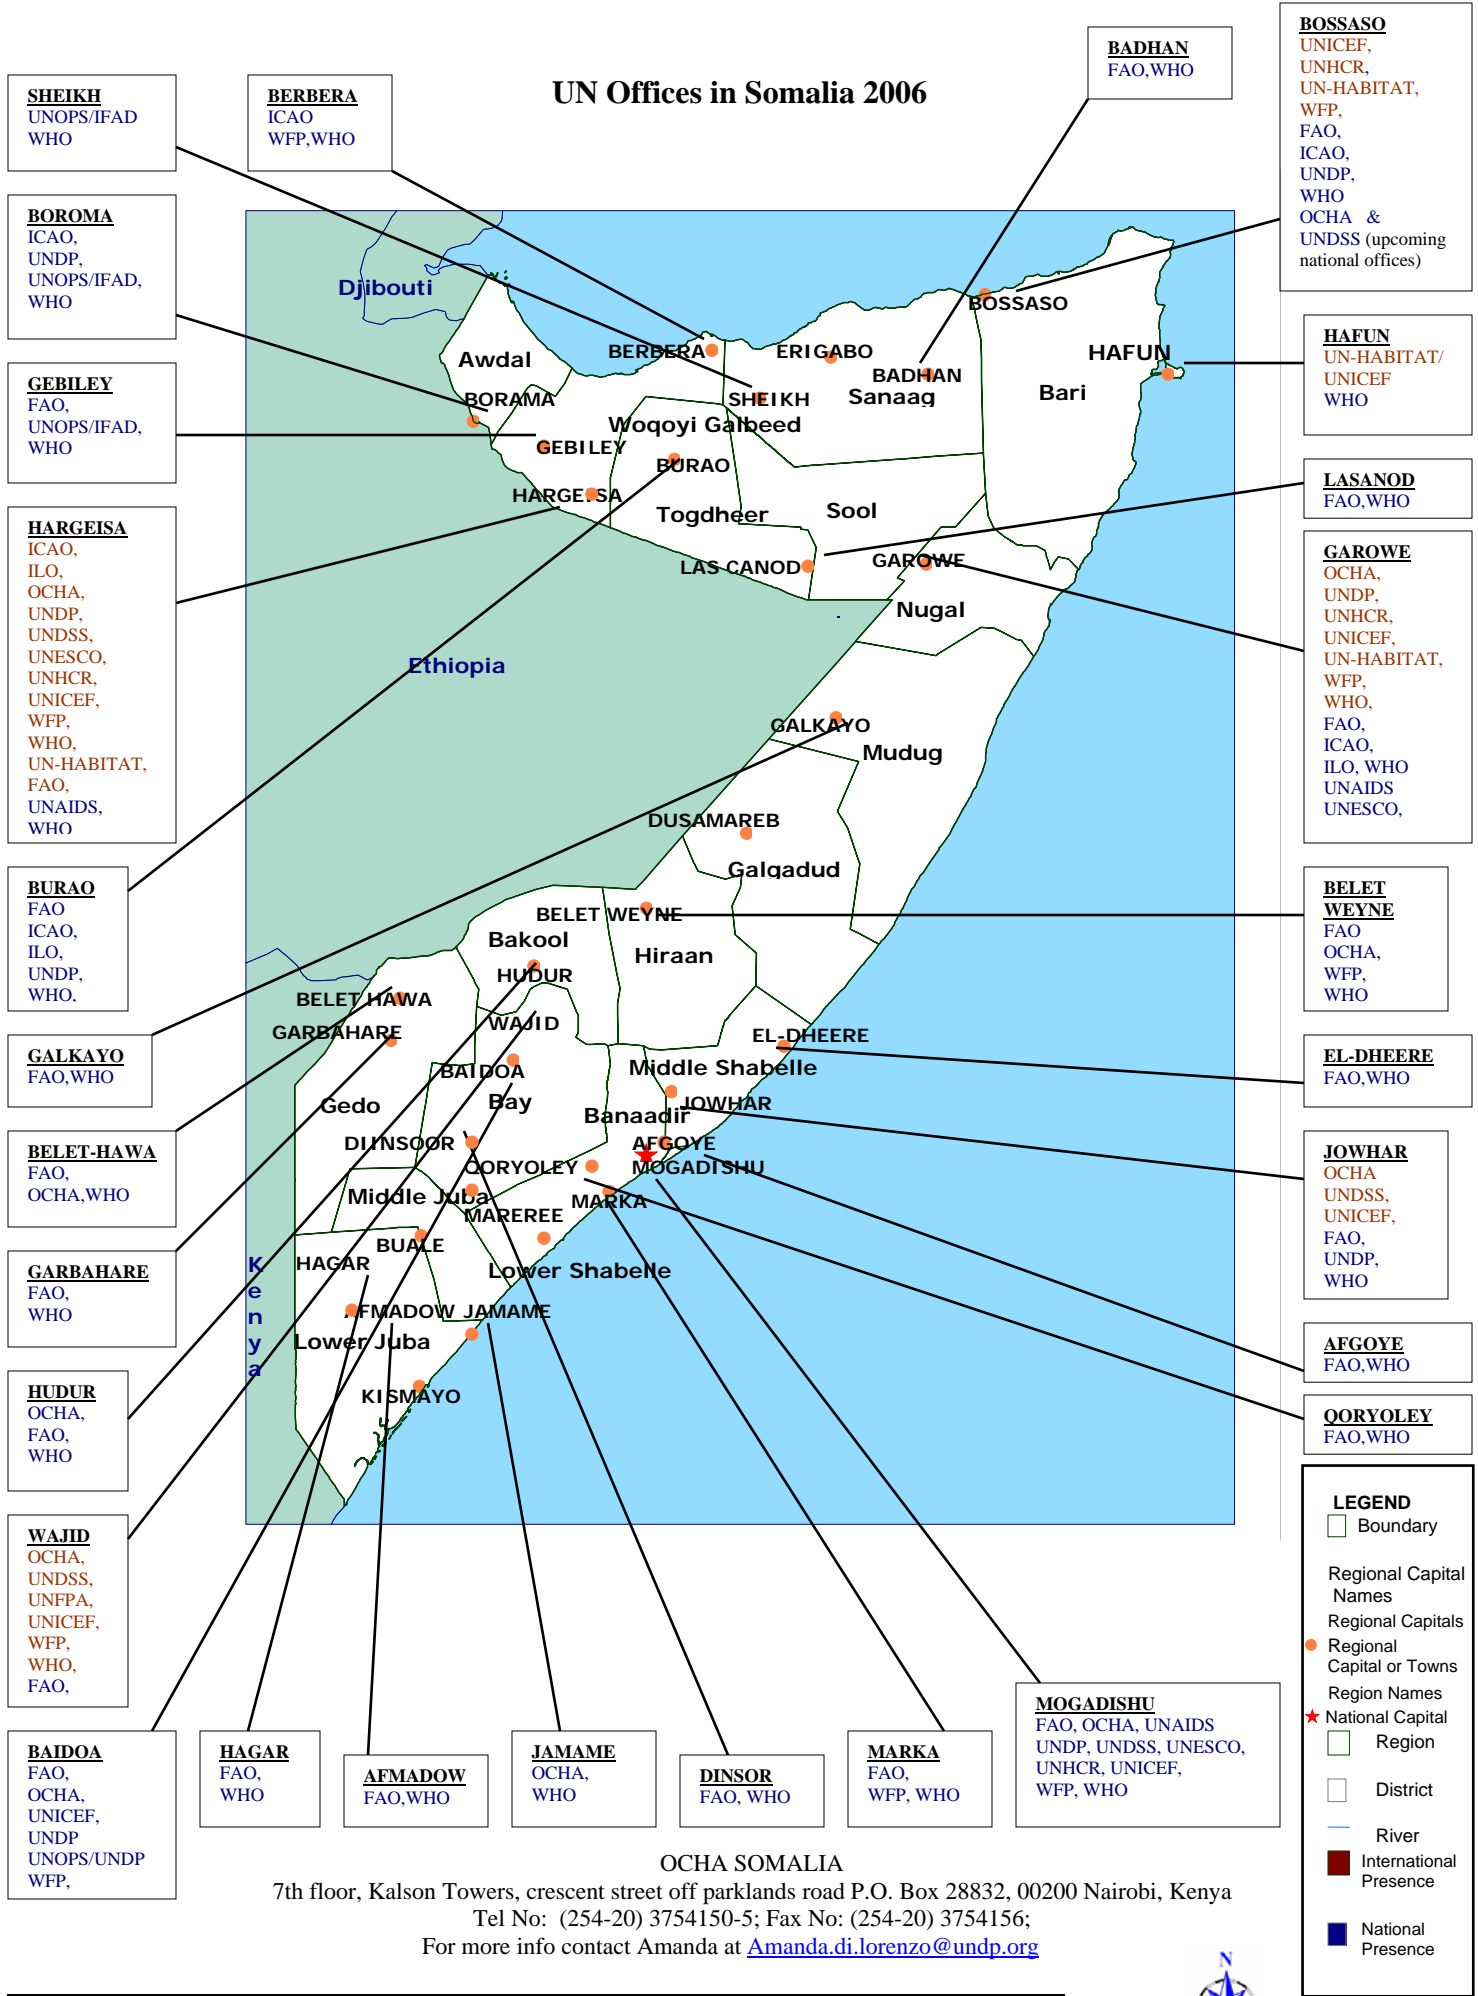 UN Offices in Somalia 2006
SHEIKH
UNOPS/IFAD
WHO
BERBERA
ICAO
WFP,WHO
BADHAN
FAO,WHO
BOSSASO
UNICEF,
UNHCR,
UN-HABITAT,
WFP,
FAO,
ICAO,
UNDP,
WHO
OCHA &
UNDSS (upcoming
national offices)
BOROMA
ICAO,
UNDP,
UNOPS/IFAD,
WHO
GEBILEY
FAO,
UNOPS/IFAD,
WHO
HARGEISA
ICAO,
ILO,
OCHA,
UNDP,
UNDSS,
UNESCO,
UNHCR,
UNICEF,
WFP,
WHO,
UN-HABITAT,
FAO,
UNAIDS,
WHO
BURAO
FAO
ICAO,
ILO,
UNDP,
WHO,
GALKAYO
FAO,WHO
BELET-HAWA
FAO,
OCHA,WHO
GARBAHARE
FAO,
WHO
HUDUR
OCHA,
FAO,
WHO
WAJID
OCHA,
UNDSS,
UNFPA,
UNICEF,
WFP,
WHO,
FAO,
BAIDOA
FAO,
OCHA,
UNICEF,
UNDP
UNOPS/UNDP
WFP,
Djibouti
Awdal
BORAMA
BERBERA
ERIGABO
BADHAN
SHEIKH
Sanaag
BOSSASO
HAFUN
Bari
Woqoyi Galbeed
GEBILEY
BURAO
HARGEISA
Togdheer
Sool
LAS CANOD
GAROWE
Nugal
Ethiopia
GALKAYO
Mudug
DUSAMAREB
Galgadud
BELET WEYNE
Bakool
Hiraan
HUDUR
BELET HAWA
WAJID
GARBAHARE
EL-DHEERE
BAIDOA
Middle Shabelle
Gedo
Bay
JOWHAR
Banaadir
DIINSOOR
AFGOYE
QORYOLEY
MOGADISHU
Middle Juba
MARKA
MAREREE
BUALE
HAGAR
Lower Shabelle
AFMADOW
JAMAME
Lower Juba
KISMAYO
Kenya
HAFUN
UN-HABITAT/
UNICEF
WHO
LASANOD
FAO,WHO
GAROWE
OCHA,
UNDP,
UNHCR,
UNICEF,
UN-HABITAT,
WFP,
WHO,
FAO,
ICAO,
ILO, WHO
UNAIDS
UNESCO,
BELET
WEYNE
FAO
OCHA,
WFP,
WHO
EL-DHEERE
FAO,WHO
JOWHAR
OCHA
UNDSS,
UNICEF,
FAO,
UNDP,
WHO
AFGOYE
FAO,WHO
QORYOLEY
FAO,WHO
HAGAR
FAO,
WHO
AFMADOW
FAO,WHO
JAMAME
OCHA,
WHO
DINSOR
FAO, WHO
MARKA
FAO,
WFP, WHO
MOGADISHU
FAO, OCHA, UNAIDS
UNDP, UNDSS, UNESCO,
UNHCR, UNICEF,
WFP, WHO
LEGEND
Boundary
Regional Capital
Names
Regional Capitals
Regional
Capital or Towns
Region Names
National Capital
Region
District
River
International
Presence
National
Presence
OCHA SOMALIA
7th floor, Kalson Towers, crescent street off parklands road P.O. Box 28832, 00200 Nairobi, Kenya
Tel No: (254-20) 3754150-5; Fax No: (254-20) 3754156;
For more info contact Amanda at Amanda.di.lorenzo@undp.org
N